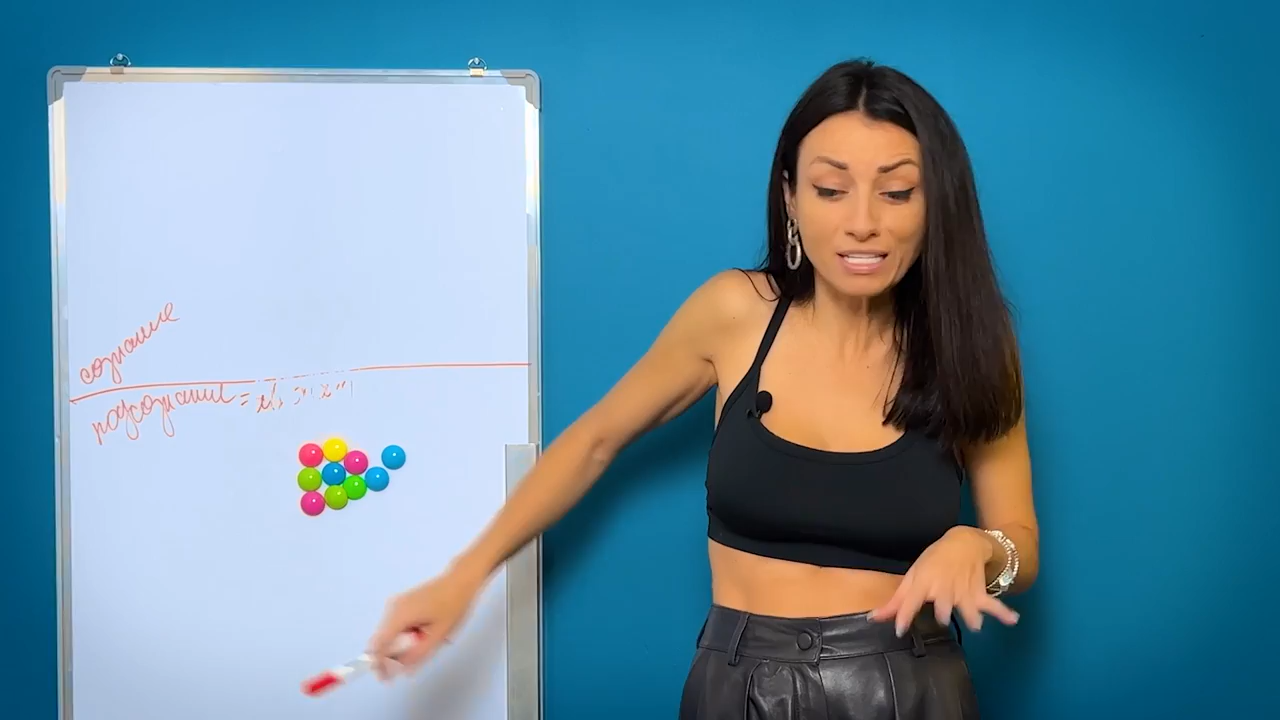 сознание
подсознание =